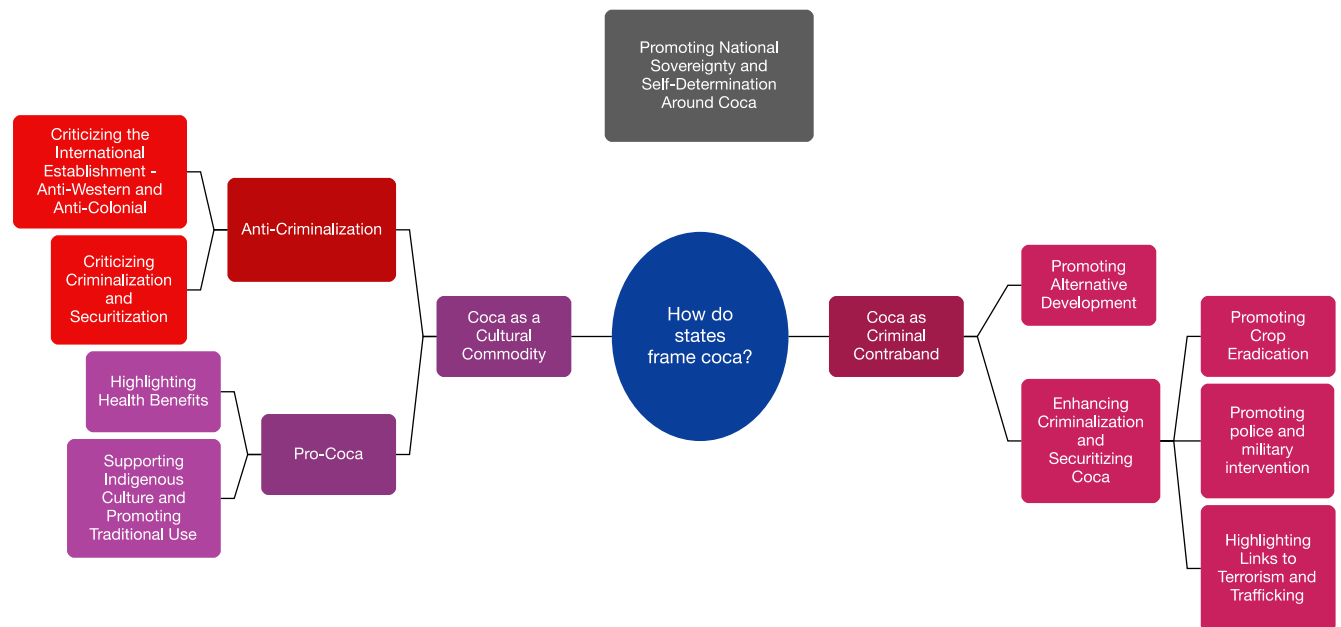 Promoting National
Sovereignty and
Self-Determination
Around Coca
Criticizing the
International
Establishment -
Anti-Western and
Anti-Colonial
Anti-Criminalization
Criticizing
Criminalization
and
Securitization
Coca as a
Cultural
Commodity
Highlighting
Health Benefits
Pro-Coca
Supporting
Indigenous
Culture and
Promoting
Traditional Use
How do
states
frame coca?
Coca as
Criminal
Contraband
Promoting
Alternative
Development
Enhancing
Criminalization
and
Securitizing
Coca
Promoting
Crop
Eradication
Promoting
police and
military
intervention
Highlighting
Links to
Terrorism and
Trafficking